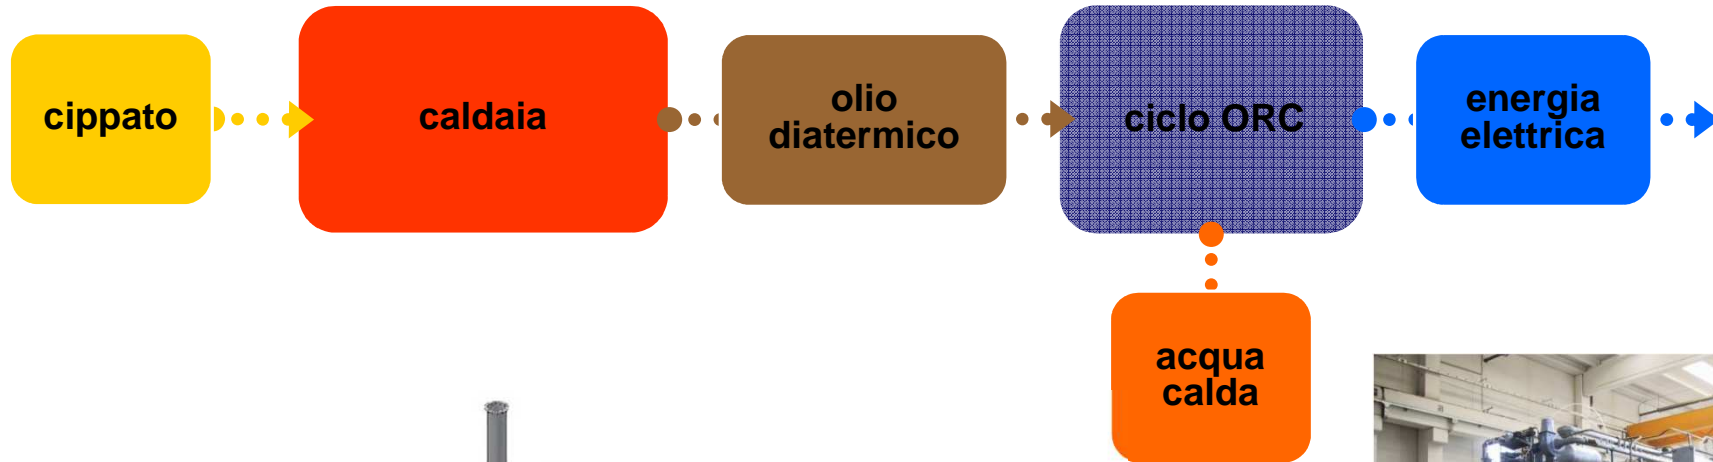 cippato
caldaia
olio
diatermico
ciclo ORC
energia
elettrica
acqua
calda